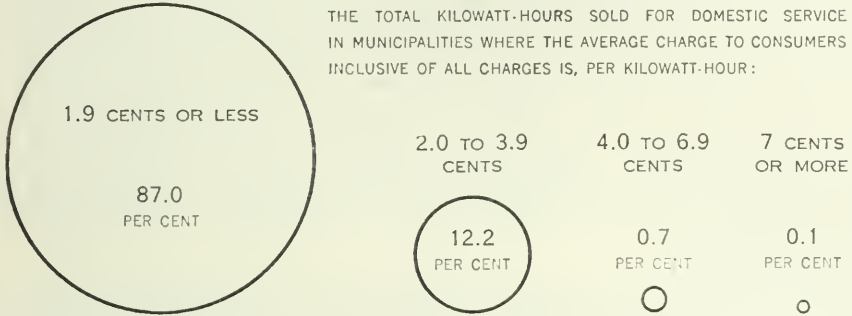 THE TOTAL KILOWATT-HOURS SOLD FOR DOMESTIC SERVICE
IN MUNICIPALITIES WHERE THE AVERAGE CHARGE TO CONSUMERS
INCLUSIVE OF ALL CHARGES IS, PER KILOWATT-HOUR:
1.9 CENTS OR LESS
87.0
PER CENT
2.0 TO 3.9
CENTS
12.2
PER CENT
4.0 TO 6.9
CENTS
0.7
PER CENT
7 CENTS
OR MORE
0.1
PER CENT